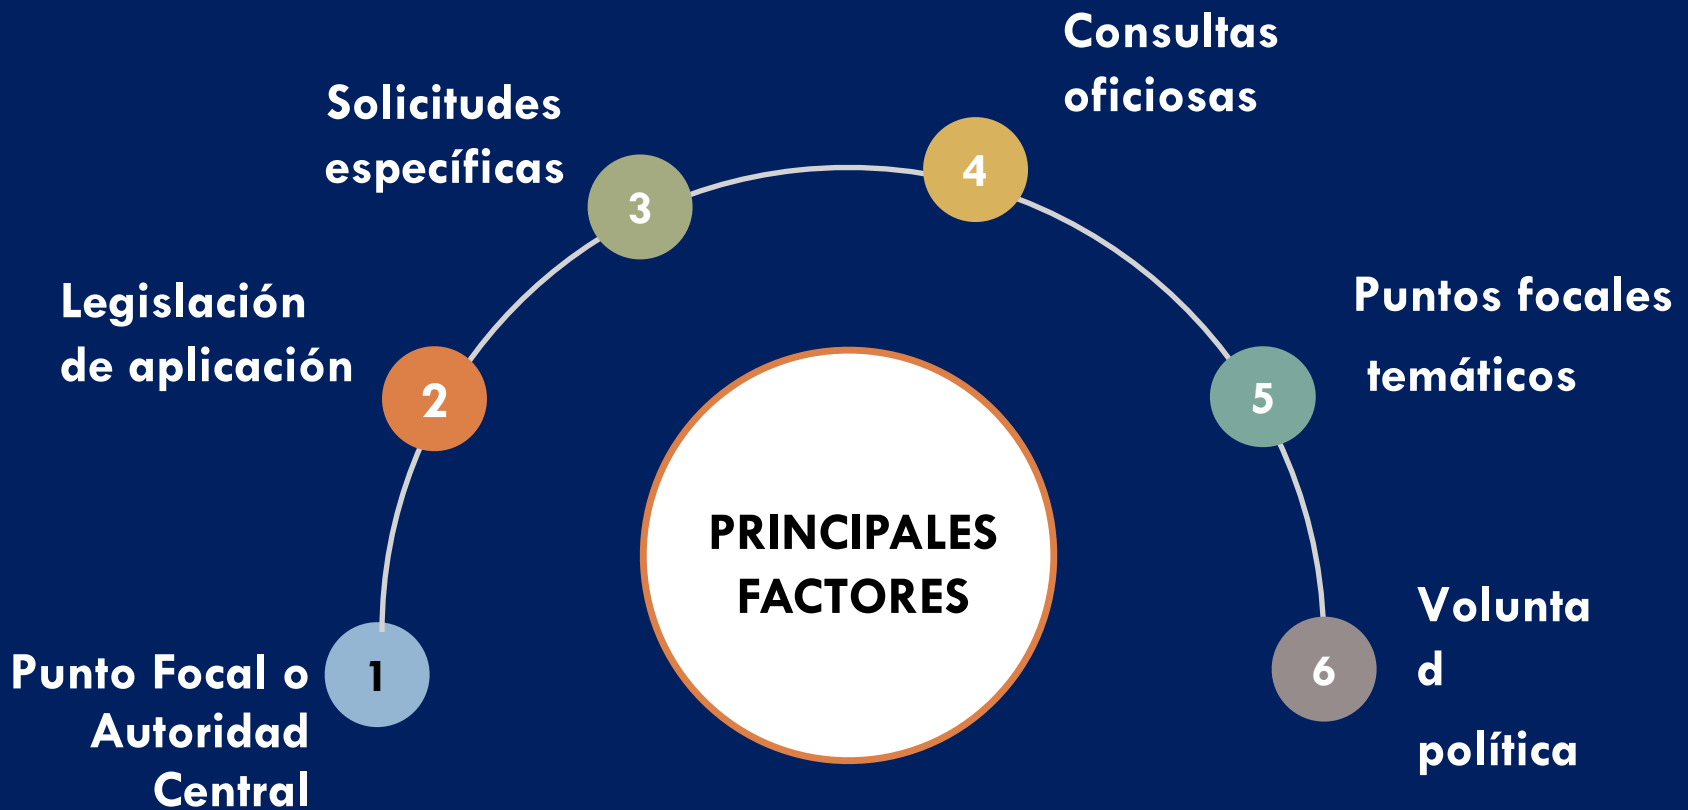 Consultas
oficiosas
4
Solicitudes
específicas
3
Legislación
de aplicación
2
Puntos focales
temáticos
5
PRINCIPALES
FACTORES
Punto Focal o
Autoridad
Central
1
Volunta
d
política
6